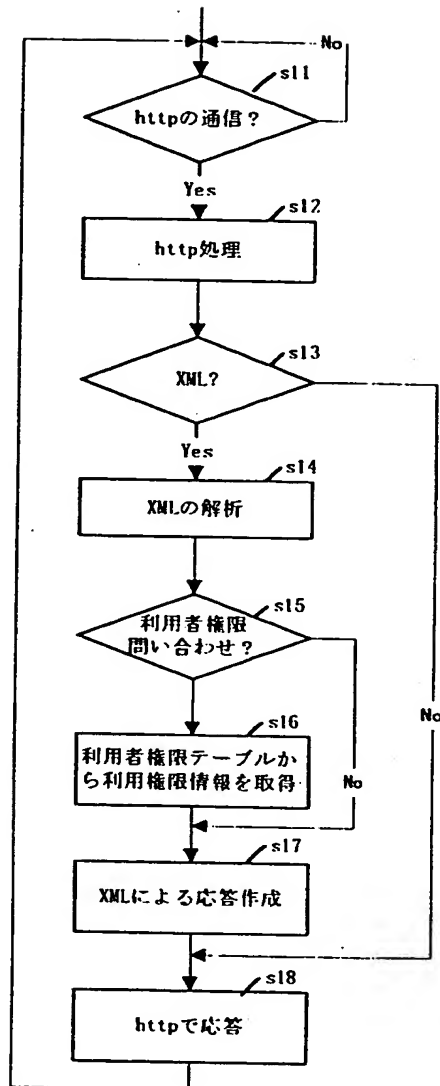 No
s11
httpの通信?
Yes
s12
http処理
s13
XML?
Yes
s14
XMLの解析
s15
利用者権限
問い合わせ?
No
s16
利用者権限テーブルか
ら利用権限情報を取得
No
s17
XMLによる応答作成
s18
httpで応答